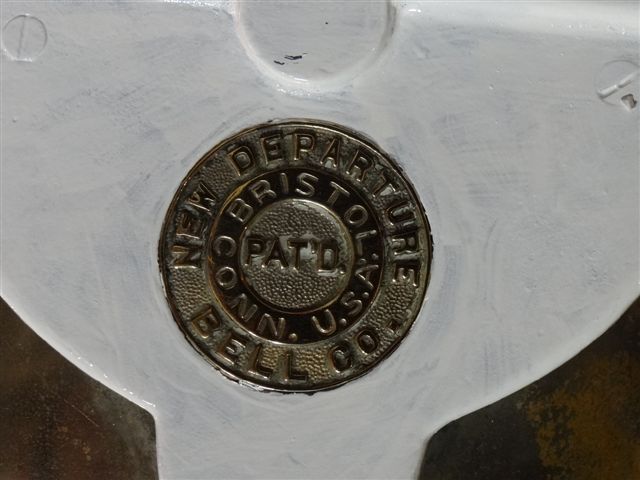 NEW DEPARTURE
BELL CO.
BRISTOL.
CONN. U.S.A.
PAT'D.